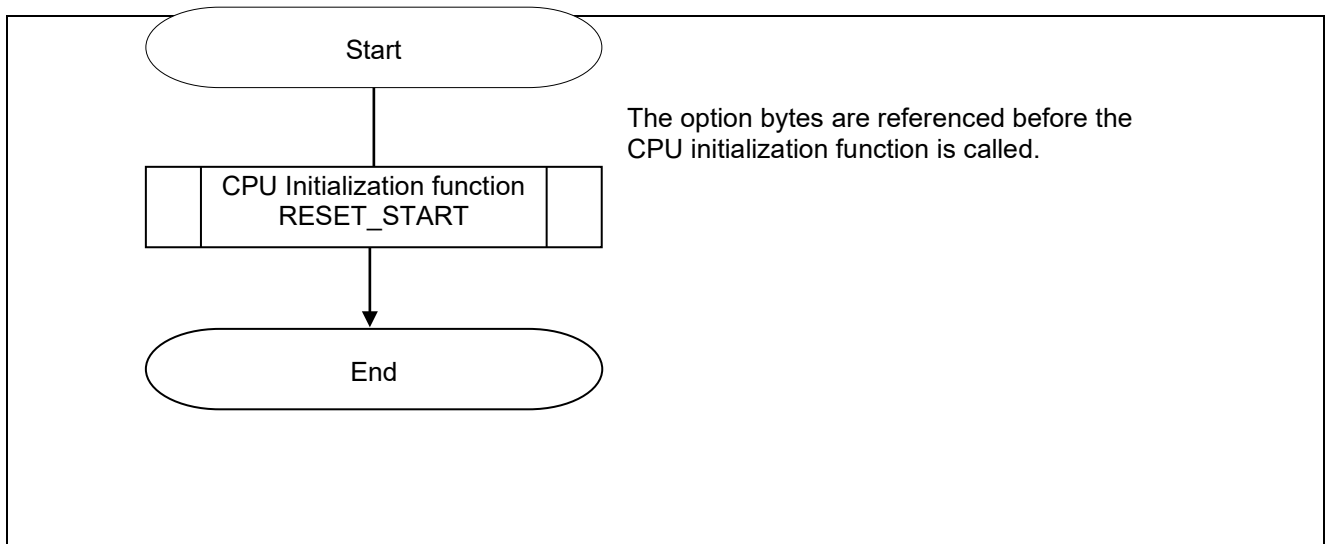 Start
The option bytes are referenced before the
CPU initialization function is called.
CPU Initialization function
RESET_START
End